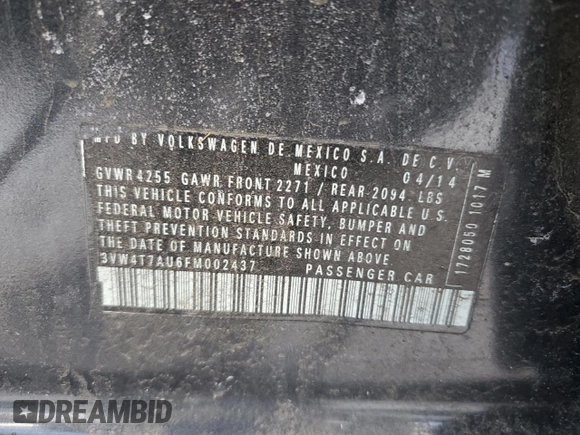 MFD BY VOLKSWAGEN DE MEXICO S.A. DE C.V.
MEXICO 04/14
GVWR 4255 GAWR FRONT 2271 / REAR 2094 LBS
THIS VEHICLE CONFORMS TO ALL APPLICABLE U.S.
FEDERAL MOTOR VEHICLE SAFETY, BUMPER AND
THEFT PREVENTION STANDARDS IN EFFECT ON THE
DATE OF MANUFACTURE SHOWN ABOVE
3VW4T7AU6FM002437 PASSENGER CAR
1728050 1017 M
DREAMBID